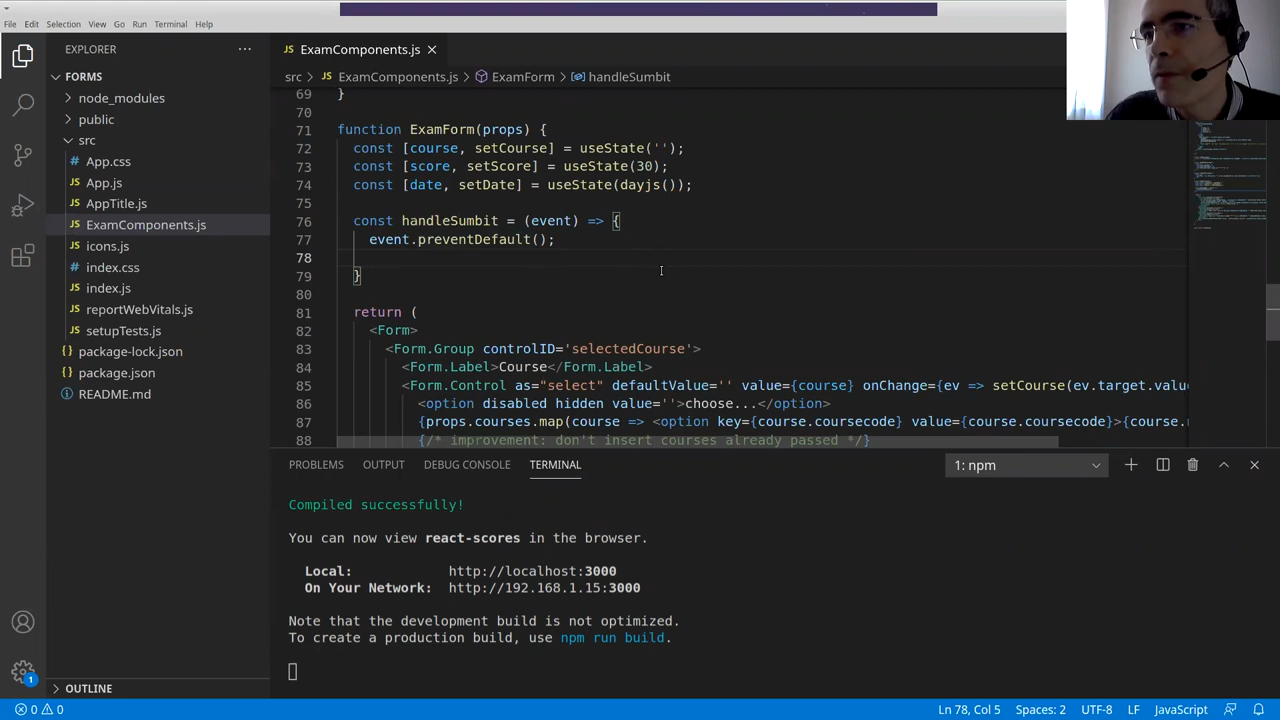 File Edit Selection View Go Run Terminal Help
EXPLORER
ExamComponents.js
FORMS
node_modules
public
src
App.css
App.js
AppTitle.js
ExamComponents.js
icons.js
index.css
index.js
reportWebVitals.js
setupTests.js
package-lock.json
package.json
README.md
OUTLINE
src > ExamComponents.js > ExamForm > handleSumbit
69 }
70
71 function ExamForm(props) {
72 const [course, setCourse] = useState('');
73 const [score, setScore] = useState(30);
74 const [date, setDate] = useState(dayjs());
75
76 const handleSumbit = (event) => {
77 event.preventDefault();
78
79 }
80
81 return (
82 <Form>
83 <Form.Group controlID='selectedCourse'>
84 <Form.Label>Course</Form.Label>
85 <Form.Control as="select" defaultValue='' value={course} onChange={ev => setCourse(ev.target.value
86 <option disabled hidden value=''>choose...</option>
87 {props.courses.map(course => <option key={course.coursecode} value={course.coursecode}>{course.n
88 {/* improvement: don't insert courses already passed */}
PROBLEMS OUTPUT DEBUG CONSOLE TERMINAL 1: npm
Compiled successfully!
You can now view react-scores in the browser.
Local: http://localhost:3000
On Your Network: http://192.168.1.15:3000
Note that the development build is not optimized.
To create a production build, use npm run build.
1
0 0 Ln 78, Col 5 Spaces: 2 UTF-8 LF JavaScript